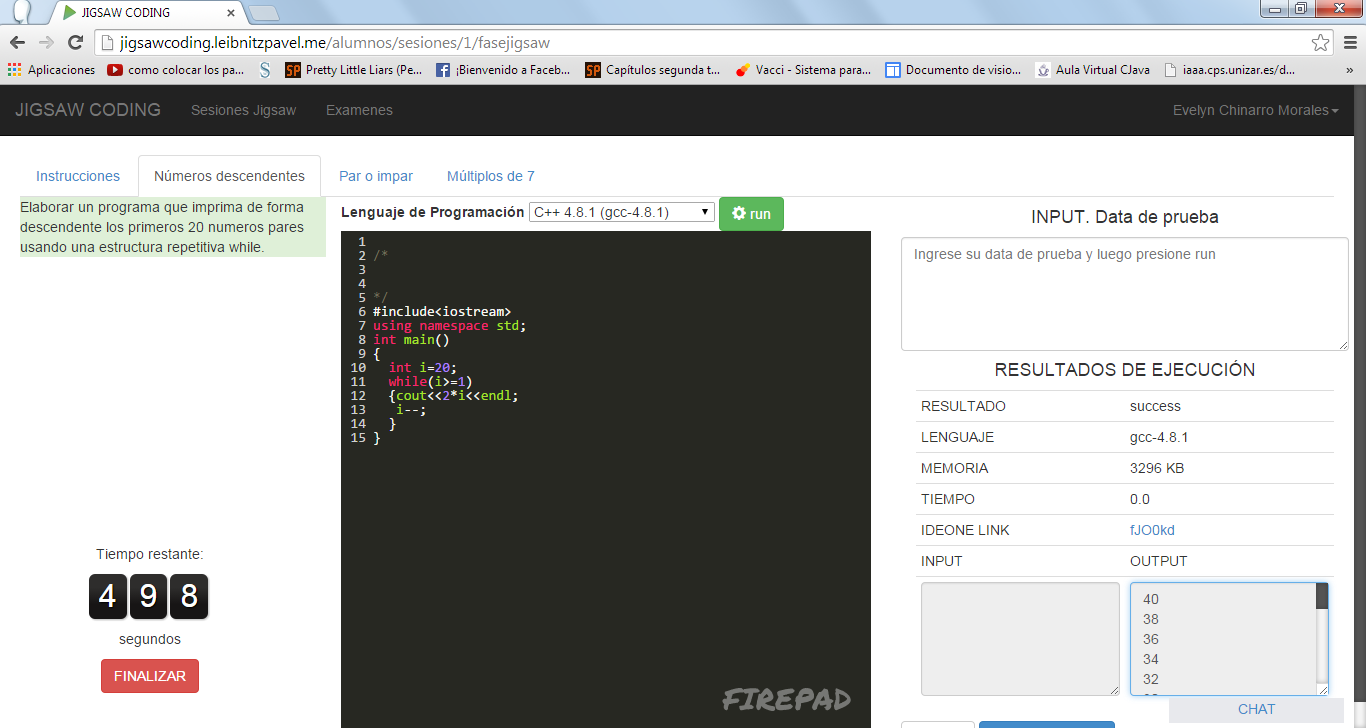 JIGSAW CODING
jigsawcoding.leibnitzpavel.me/alumnos/sesiones/1/fasejigsaw
Aplicaciones
como colocar los pa...
Pretty Little Liars (Pe...
¡Bienvenido a Faceb...
Capítulos segunda t...
Vacci - Sistema para...
Documento de visio...
Aula Virtual CJava
iaaa.cps.unizar.es/d...
»
JIGSAW CODING
Sesiones Jigsaw
Examenes
Evelyn Chinarro Morales
Instrucciones
Números descendentes
Par o impar
Múltiplos de 7
Elaborar un programa que imprima de forma
descendente los primeros 20 numeros pares
usando una estructura repetitiva while.
Tiempo restante:
4 9 8
segundos
FINALIZAR
Lenguaje de Programación C++ 4.8.1 (gcc-4.8.1) run
1
2 /*
3
4
5 */
6 #include<iostream>
7 using namespace std;
8 int main()
9 {
10 int i=20;
11 while(i>=1)
12 {cout<<2*i<<endl;
13 i--;
14 }
15 }
FIREPAD
INPUT. Data de prueba
Ingrese su data de prueba y luego presione run
RESULTADOS DE EJECUCIÓN
RESULTADO success
LENGUAJE gcc-4.8.1
MEMORIA 3296 KB
TIEMPO 0.0
IDEONE LINK fJO0kd
INPUT OUTPUT
40
38
36
34
32
CHAT